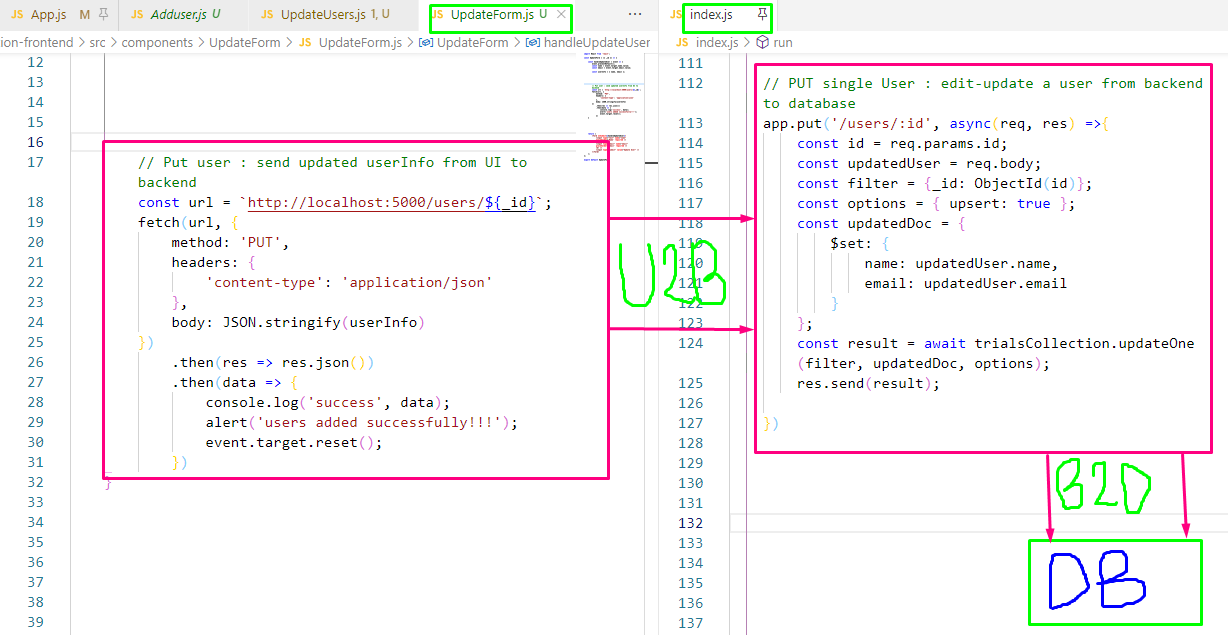 JS App.js M
JS Adduser.js U
JS UpdateUsers.js 1, U
JS UpdateForm.js U ×
···
JS index.js
ion-frontend > src > components > UpdateForm > JS UpdateForm.js > UpdateForm > handleUpdateUser
JS index.js > run
12
13
14
15
16
17 // Put user : send updated userInfo from UI to
backend
18 const url = `http://localhost:5000/users/${_id}`;
19 fetch(url, {
20 method: 'PUT',
21 headers: {
22 'content-type': 'application/json'
23 },
24 body: JSON.stringify(userInfo)
25 })
26 .then(res => res.json())
27 .then(data => {
28 console.log('success', data);
29 alert('users added successfully!!!');
30 event.target.reset();
31 })
32 }
33
34
35
36
37
38
39
U2B
111
112 // PUT single User : edit-update a user from backend
to database
113 app.put('/users/:id', async(req, res) =>{
114 const id = req.params.id;
115 const updatedUser = req.body;
116 const filter = {_id: ObjectId(id)};
117 const options = { upsert: true };
118 const updatedDoc = {
119 $set: {
120 name: updatedUser.name,
121 email: updatedUser.email
122 }
123 };
124 const result = await trialsCollection.updateOne
(filter, updatedDoc, options);
125 res.send(result);
126
127 })
128
129
130
131
132
133
134
135
136
137
B2D
DB